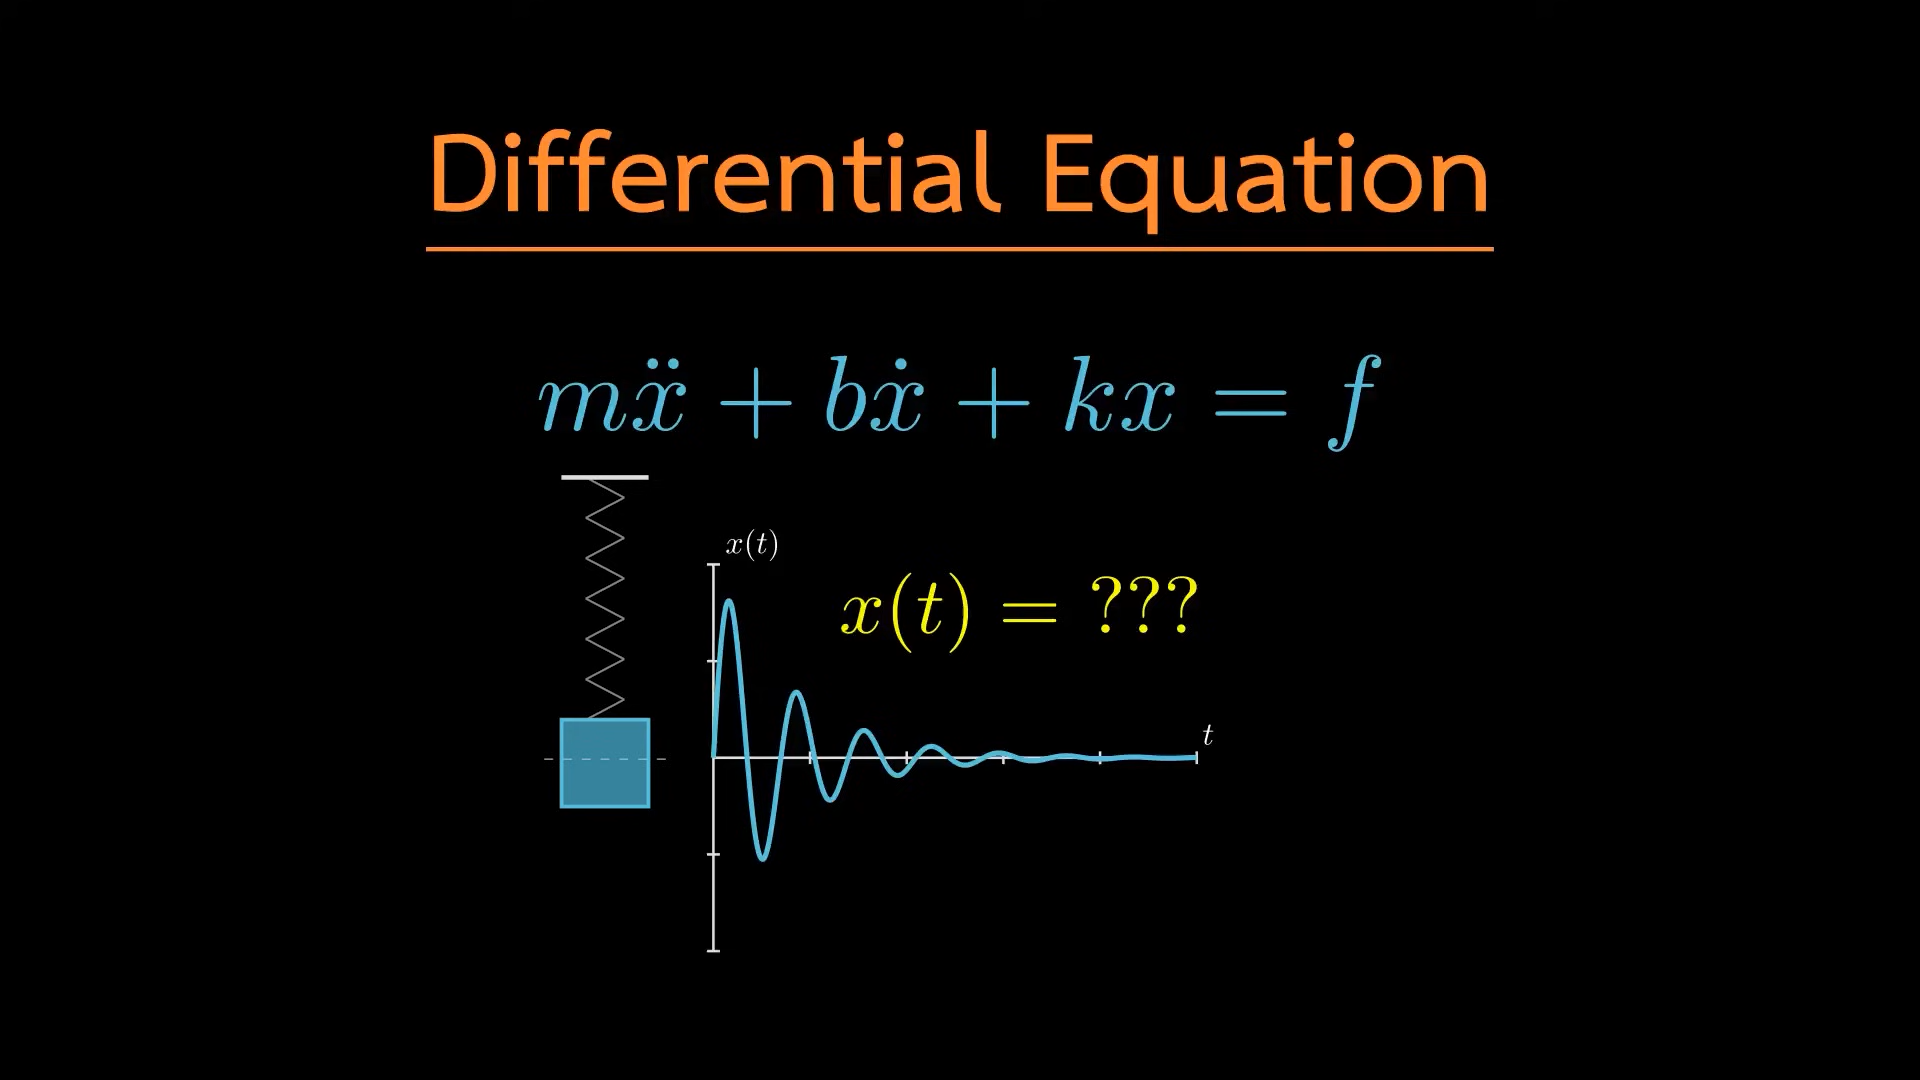 Differential Equation
mẍ + bẋ + kx = f
x(t)
x(t) = ???
t